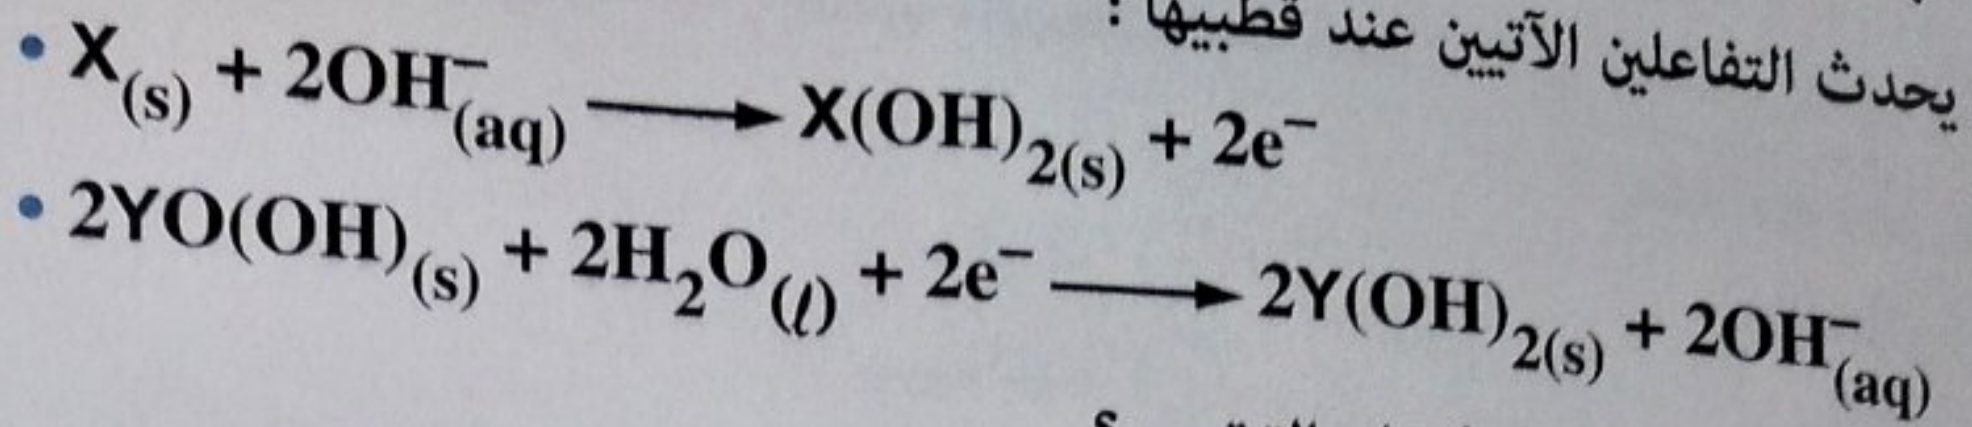 يحدث التفاعلين الآتيين عند قطبيها :
• X(s) + 2OH⁻(aq) ⟶ X(OH)₂(s) + 2e⁻
• 2YO(OH)(s) + 2H₂O(l) + 2e⁻ ⟶ 2Y(OH)₂(s) + 2OH⁻(aq)